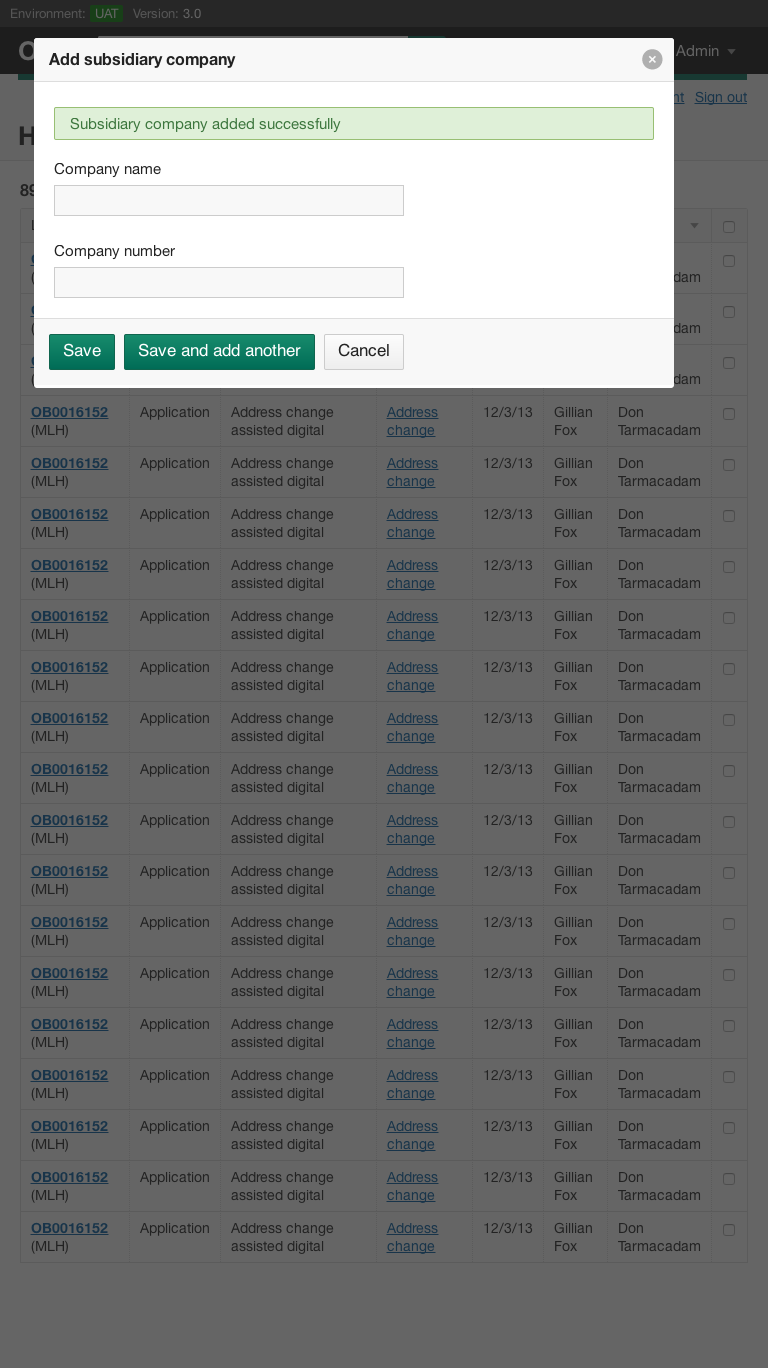 Environment: UAT Version: 3.0
Admin
Add subsidiary company
Sign out
Subsidiary company added successfully
Company name
Company number
Save
Save and add another
Cancel
OB0016152 Application Address change Address 12/3/13 Gillian Don
(MLH) assisted digital change Fox Tarmacadam
OB0016152 Application Address change Address 12/3/13 Gillian Don
(MLH) assisted digital change Fox Tarmacadam
OB0016152 Application Address change Address 12/3/13 Gillian Don
(MLH) assisted digital change Fox Tarmacadam
OB0016152 Application Address change Address 12/3/13 Gillian Don
(MLH) assisted digital change Fox Tarmacadam
OB0016152 Application Address change Address 12/3/13 Gillian Don
(MLH) assisted digital change Fox Tarmacadam
OB0016152 Application Address change Address 12/3/13 Gillian Don
(MLH) assisted digital change Fox Tarmacadam
OB0016152 Application Address change Address 12/3/13 Gillian Don
(MLH) assisted digital change Fox Tarmacadam
OB0016152 Application Address change Address 12/3/13 Gillian Don
(MLH) assisted digital change Fox Tarmacadam
OB0016152 Application Address change Address 12/3/13 Gillian Don
(MLH) assisted digital change Fox Tarmacadam
OB0016152 Application Address change Address 12/3/13 Gillian Don
(MLH) assisted digital change Fox Tarmacadam
OB0016152 Application Address change Address 12/3/13 Gillian Don
(MLH) assisted digital change Fox Tarmacadam
OB0016152 Application Address change Address 12/3/13 Gillian Don
(MLH) assisted digital change Fox Tarmacadam
OB0016152 Application Address change Address 12/3/13 Gillian Don
(MLH) assisted digital change Fox Tarmacadam
OB0016152 Application Address change Address 12/3/13 Gillian Don
(MLH) assisted digital change Fox Tarmacadam
OB0016152 Application Address change Address 12/3/13 Gillian Don
(MLH) assisted digital change Fox Tarmacadam
OB0016152 Application Address change Address 12/3/13 Gillian Don
(MLH) assisted digital change Fox Tarmacadam
OB0016152 Application Address change Address 12/3/13 Gillian Don
(MLH) assisted digital change Fox Tarmacadam